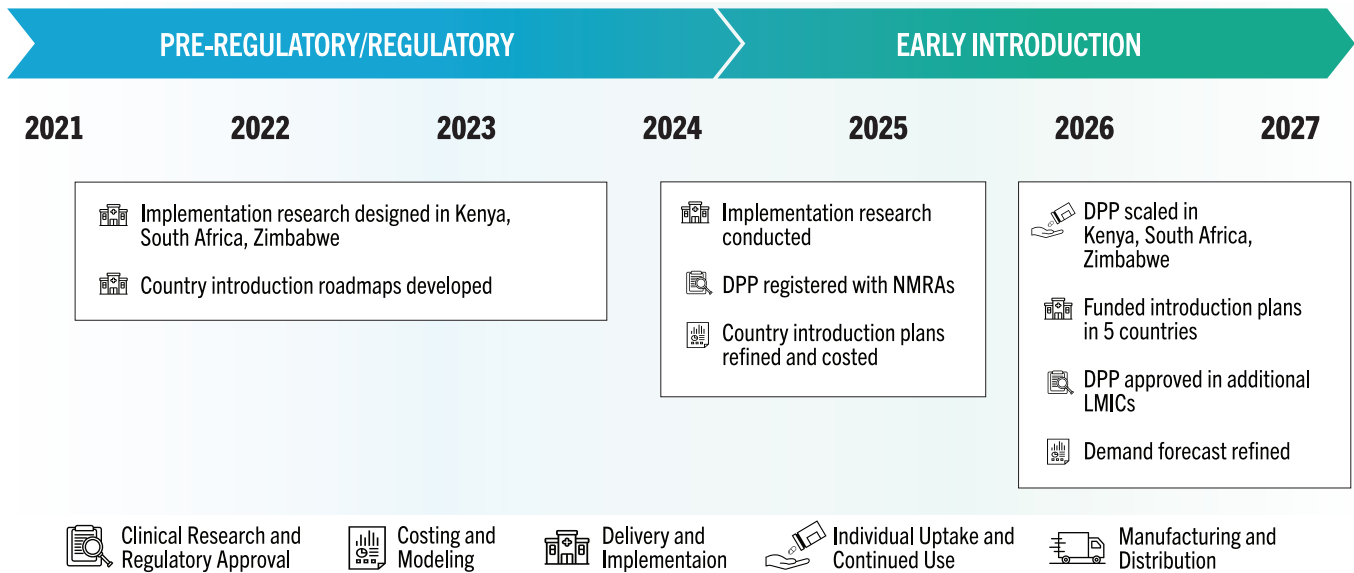 PRE-REGULATORY/REGULATORY
EARLY INTRODUCTION
2021
2022
2023
2024
2025
2026
2027
Implementation research designed in Kenya,
South Africa, Zimbabwe
Country introduction roadmaps developed
Implementation research
conducted
DPP registered with NMRAs
Country introduction plans
refined and costed
DPP scaled in
Kenya, South Africa,
Zimbabwe
Funded introduction plans
in 5 countries
DPP approved in additional
LMICs
Demand forecast refined
Clinical Research and
Regulatory Approval
Costing and
Modeling
Delivery and
Implementaion
Individual Uptake and
Continued Use
Manufacturing and
Distribution